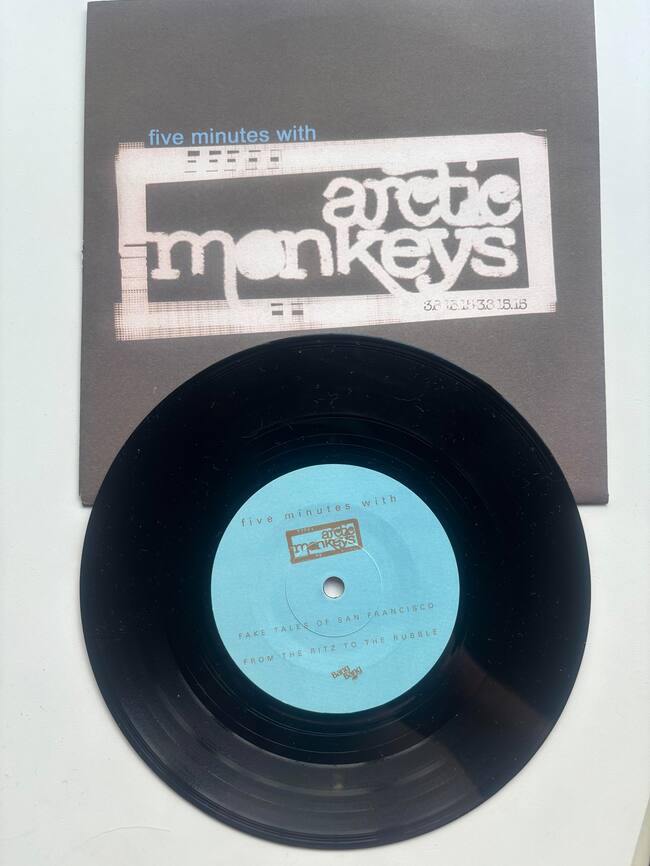 five minutes with
arctic
monkeys
five minutes with
arctic
monkeys
FAKE TALES OF SAN FRANCISCO
FROM THE RITZ TO THE RUBBLE
Bang
Bang